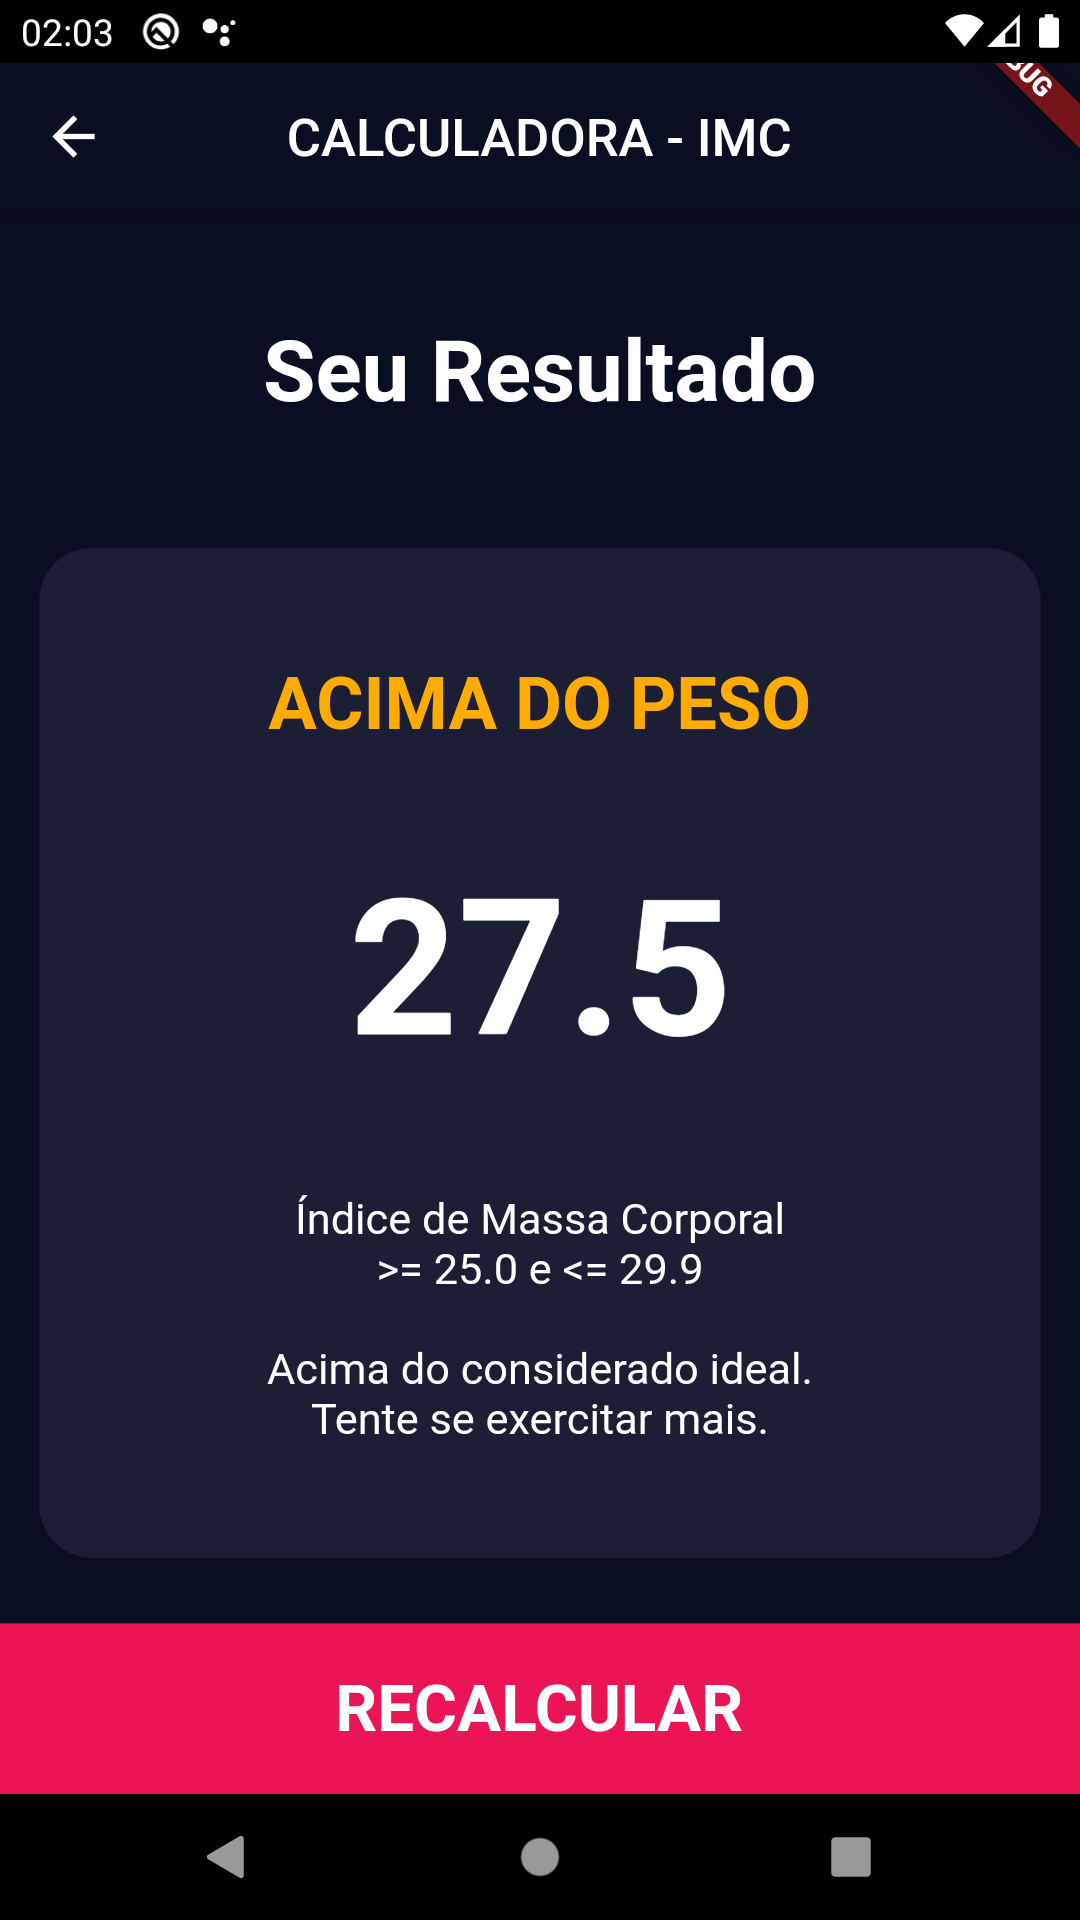 02:03
BUG
CALCULADORA - IMC
Seu Resultado
ACIMA DO PESO
27.5
Índice de Massa Corporal
>= 25.0 e <= 29.9
Acima do considerado ideal.
Tente se exercitar mais.
RECALCULAR